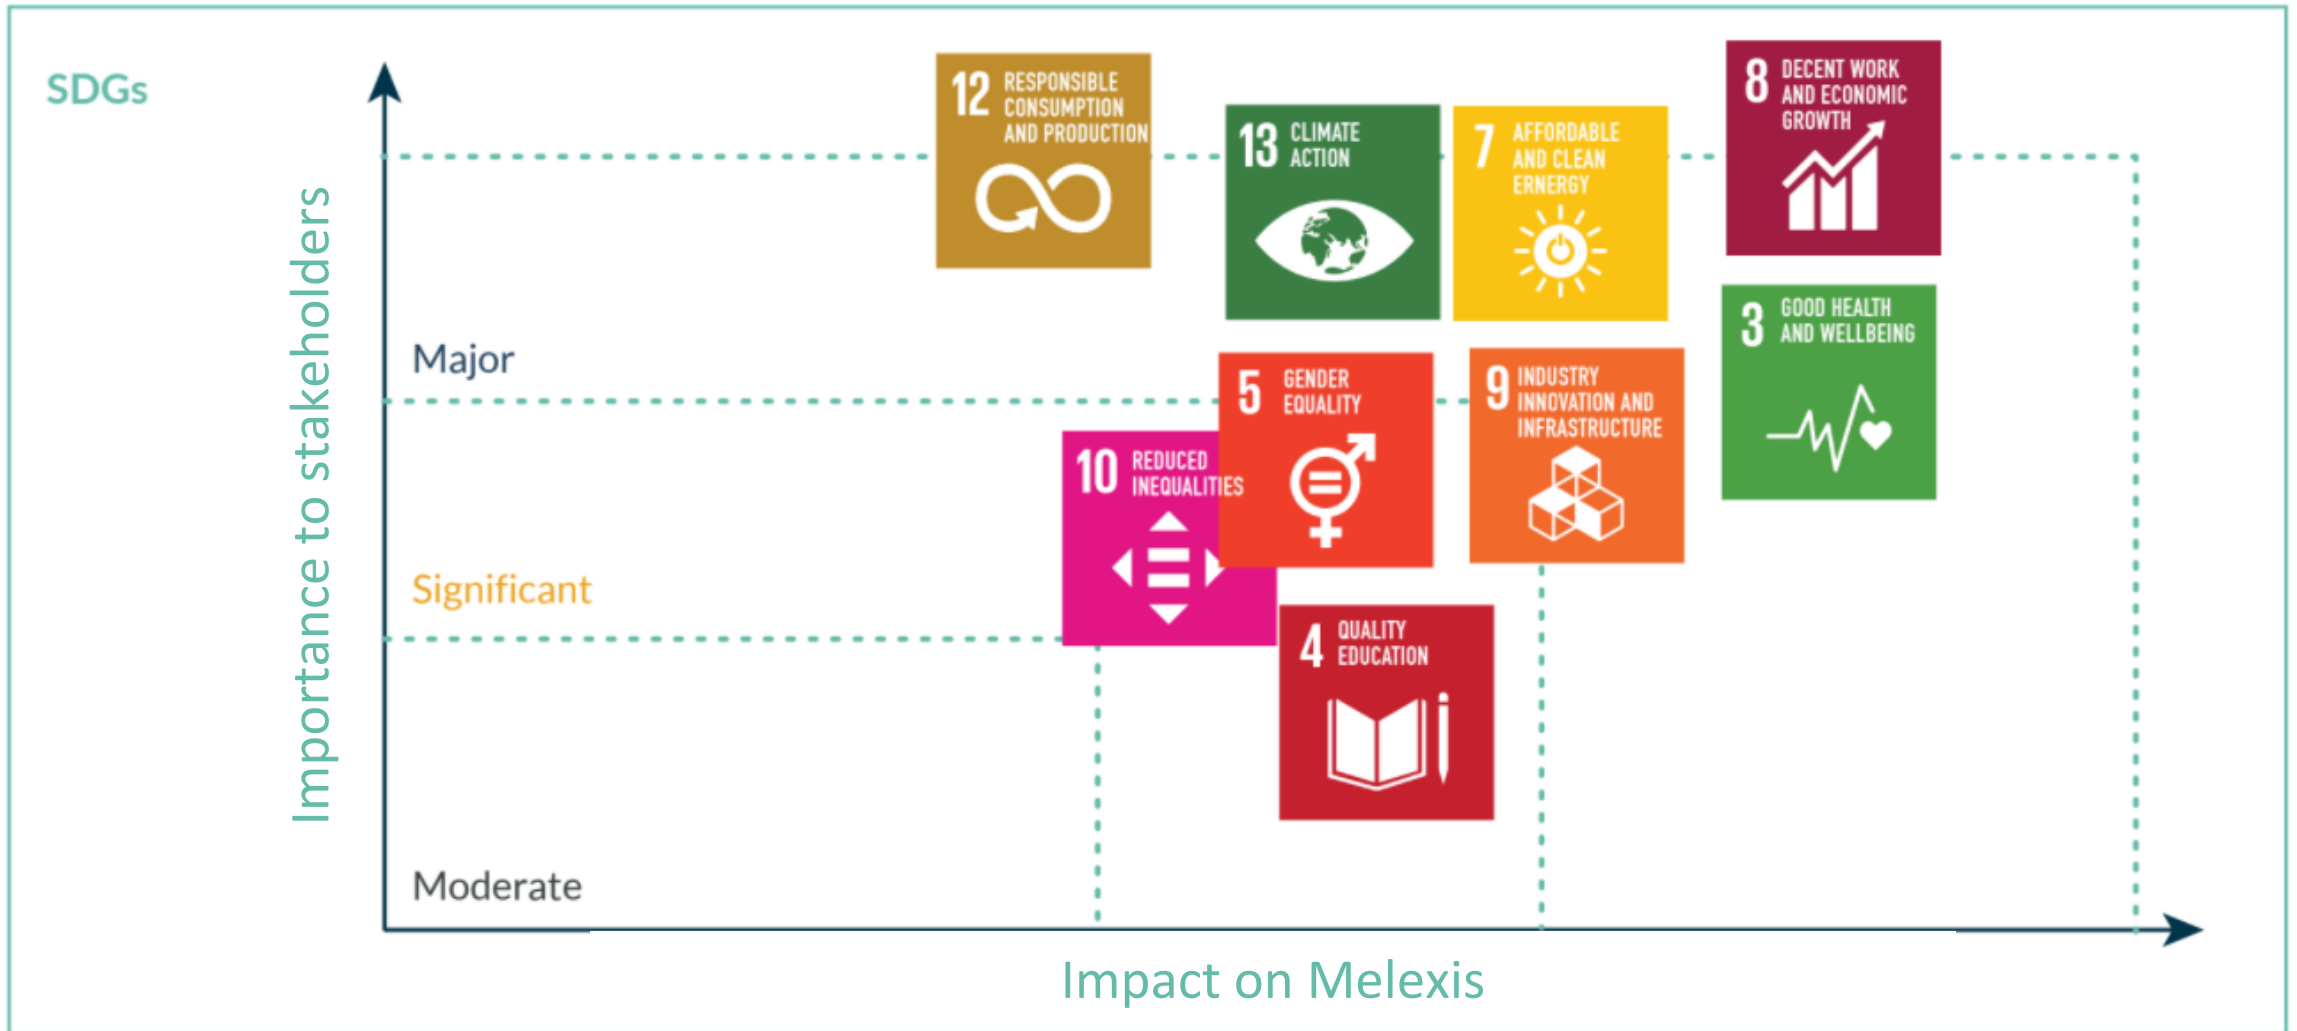 SDGs
12 RESPONSIBLE
CONSUMPTION
AND PRODUCTION
13 CLIMATE
ACTION
7 AFFORDABLE
AND CLEAN
ERNERGY
8 DECENT WORK
AND ECONOMIC
GROWTH
3 GOOD HEALTH
AND WELLBEING
Importance to stakeholders
Major
5 GENDER
EQUALITY
9 INDUSTRY
INNOVATION AND
INFRASTRUCTURE
10 REDUCED
INEQUALITIES
Significant
4 QUALITY
EDUCATION
Moderate
Impact on Melexis